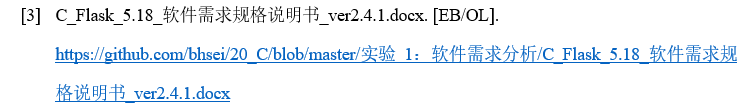 [3] C_Flask_5.18_软件需求规格说明书_ver2.4.1.docx. [EB/OL].
https://github.com/bhsei/20_C/blob/master/实验_1：软件需求分析/C_Flask_5.18_软件需求规
格说明书_ver2.4.1.docx